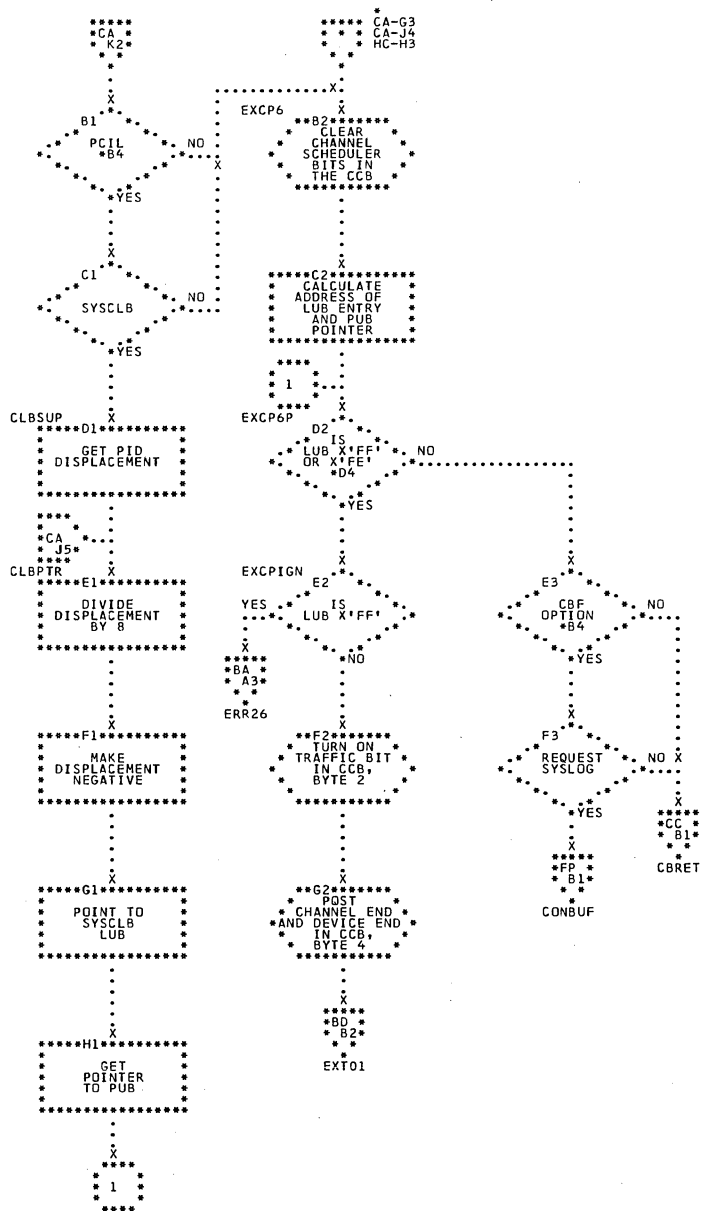 CA
K2
CA-G3
CA-J4
HC-H3
B1
PCIL
*B4
NO
YES
C1
SYSCLB
NO
YES
CLBSUP
D1
GET PID
DISPLACEMENT
CA
J5
CLBPTR
E1
DIVIDE
DISPLACEMENT
BY 8
F1
MAKE
DISPLACEMENT
NEGATIVE
G1
POINT TO
SYSCLB
LUB
H1
GET
POINTER
TO PUB
1
EXCP6
B2
CLEAR
CHANNEL
SCHEDULER
BITS IN
THE CCB
C2
CALCULATE
ADDRESS OF
LUB ENTRY
AND PUB
POINTER
1
EXCP6P
D2
IS
LUB X'FF'
OR X'FE'
*D4
NO
YES
EXCPIGN
E2
IS
LUB X'FF'
YES
NO
BA
A3
ERR26
F2
TURN ON
TRAFFIC BIT
IN CCB,
BYTE 2
G2
POST
CHANNEL END
AND DEVICE END
IN CCB,
BYTE 4
BD
B2
EXT01
E3
CBF
OPTION
*B4
NO
YES
F3
REQUEST
SYSLOG
NO
YES
CC
B1
CBRET
FP
B1
CONBUF